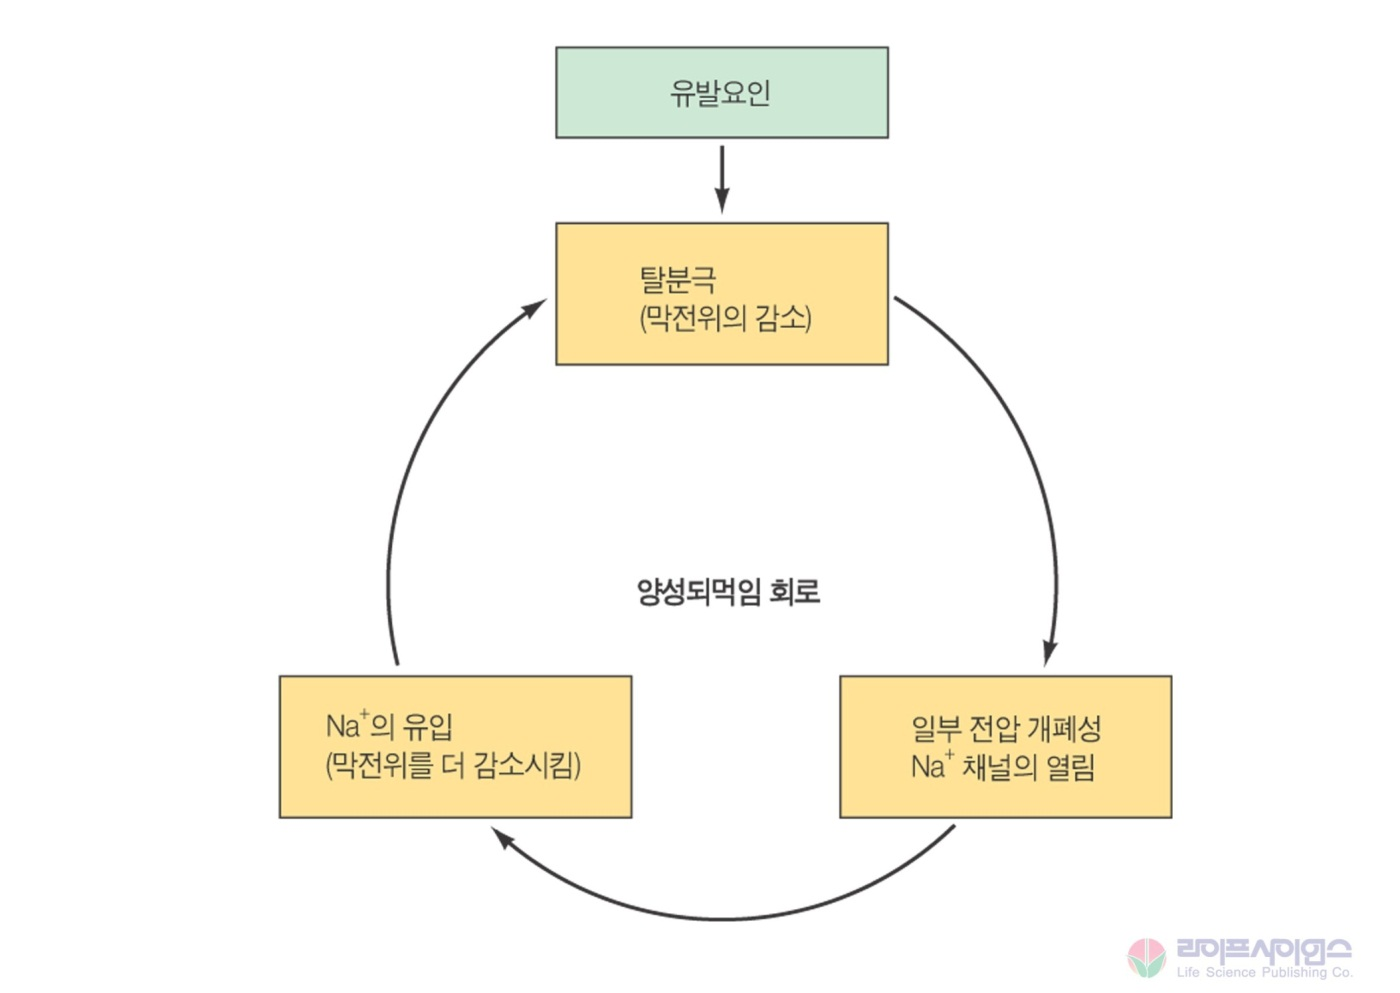 유발요인
탈분극
(막전위의 감소)
양성되먹임 회로
Na⁺의 유입
(막전위를 더 감소시킴)
일부 전압 개폐성
Na⁺ 채널의 열림
라이프사이언스
Life Science Publishing Co.